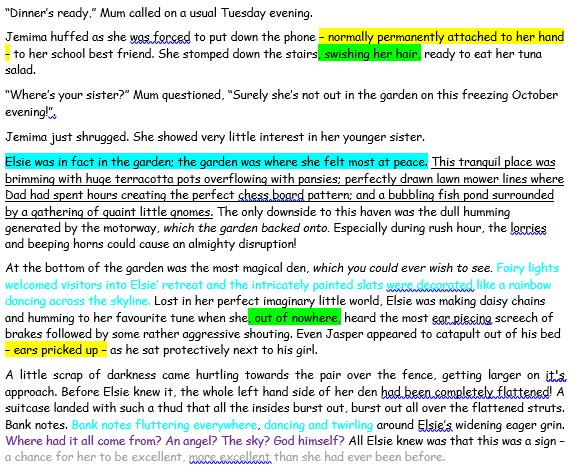 “Dinner’s ready,” Mum called on a usual Tuesday evening.
Jemima huffed as she was forced to put down the phone – normally permanently attached to her hand
– to her school best friend. She stomped down the stairs, swishing her hair, ready to eat her tuna
salad.
“Where’s your sister?” Mum questioned, “Surely she’s not out in the garden on this freezing October
evening!”.
Jemima just shrugged. She showed very little interest in her younger sister.
Elsie was in fact in the garden; the garden was where she felt most at peace. This tranquil place was
brimming with huge terracotta pots overflowing with pansies; perfectly drawn lawn mower lines where
Dad had spent hours creating the perfect chess board pattern; and a bubbling fish pond surrounded
by a gathering of quaint little gnomes. The only downside to this haven was the dull humming
generated by the motorway, which the garden backed onto. Especially during rush hour, the lorries
and beeping horns could cause an almighty disruption!
At the bottom of the garden was the most magical den, which you could ever wish to see. Fairy lights
welcomed visitors into Elsie’ retreat and the intricately painted slats were decorated like a rainbow
dancing across the skyline. Lost in her perfect imaginary little world, Elsie was making daisy chains
and humming to her favourite tune when she, out of nowhere, heard the most ear piecing screech of
brakes followed by some rather aggressive shouting. Even Jasper appeared to catapult out of his bed
– ears pricked up – as he sat protectively next to his girl.
A little scrap of darkness came hurtling towards the pair over the fence, getting larger on it's
approach. Before Elsie knew it, the whole left hand side of her den had been completely flattened! A
suitcase landed with such a thud that all the insides burst out, burst out all over the flattened struts.
Bank notes. Bank notes fluttering everywhere, dancing and twirling around Elsie’s widening eager grin.
Where had it all come from? An angel? The sky? God himself? All Elsie knew was that this was a sign –
a chance for her to be excellent, more excellent than she had ever been before.